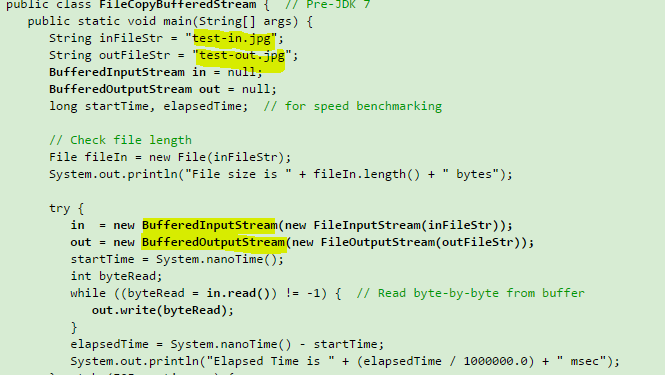 public class FileCopyBufferedStream {  // Pre-JDK 7
   public static void main(String[] args) {
      String inFileStr = "test-in.jpg";
      String outFileStr = "test-out.jpg";
      BufferedInputStream in = null;
      BufferedOutputStream out = null;
      long startTime, elapsedTime;  // for speed benchmarking

      // Check file length
      File fileIn = new File(inFileStr);
      System.out.println("File size is " + fileIn.length() + " bytes");

      try {
         in  = new BufferedInputStream(new FileInputStream(inFileStr));
         out = new BufferedOutputStream(new FileOutputStream(outFileStr));
         startTime = System.nanoTime();
         int byteRead;
         while ((byteRead = in.read()) != -1) {  // Read byte-by-byte from buffer
            out.write(byteRead);
         }
         elapsedTime = System.nanoTime() - startTime;
         System.out.println("Elapsed Time is " + (elapsedTime / 1000000.0) + " msec");